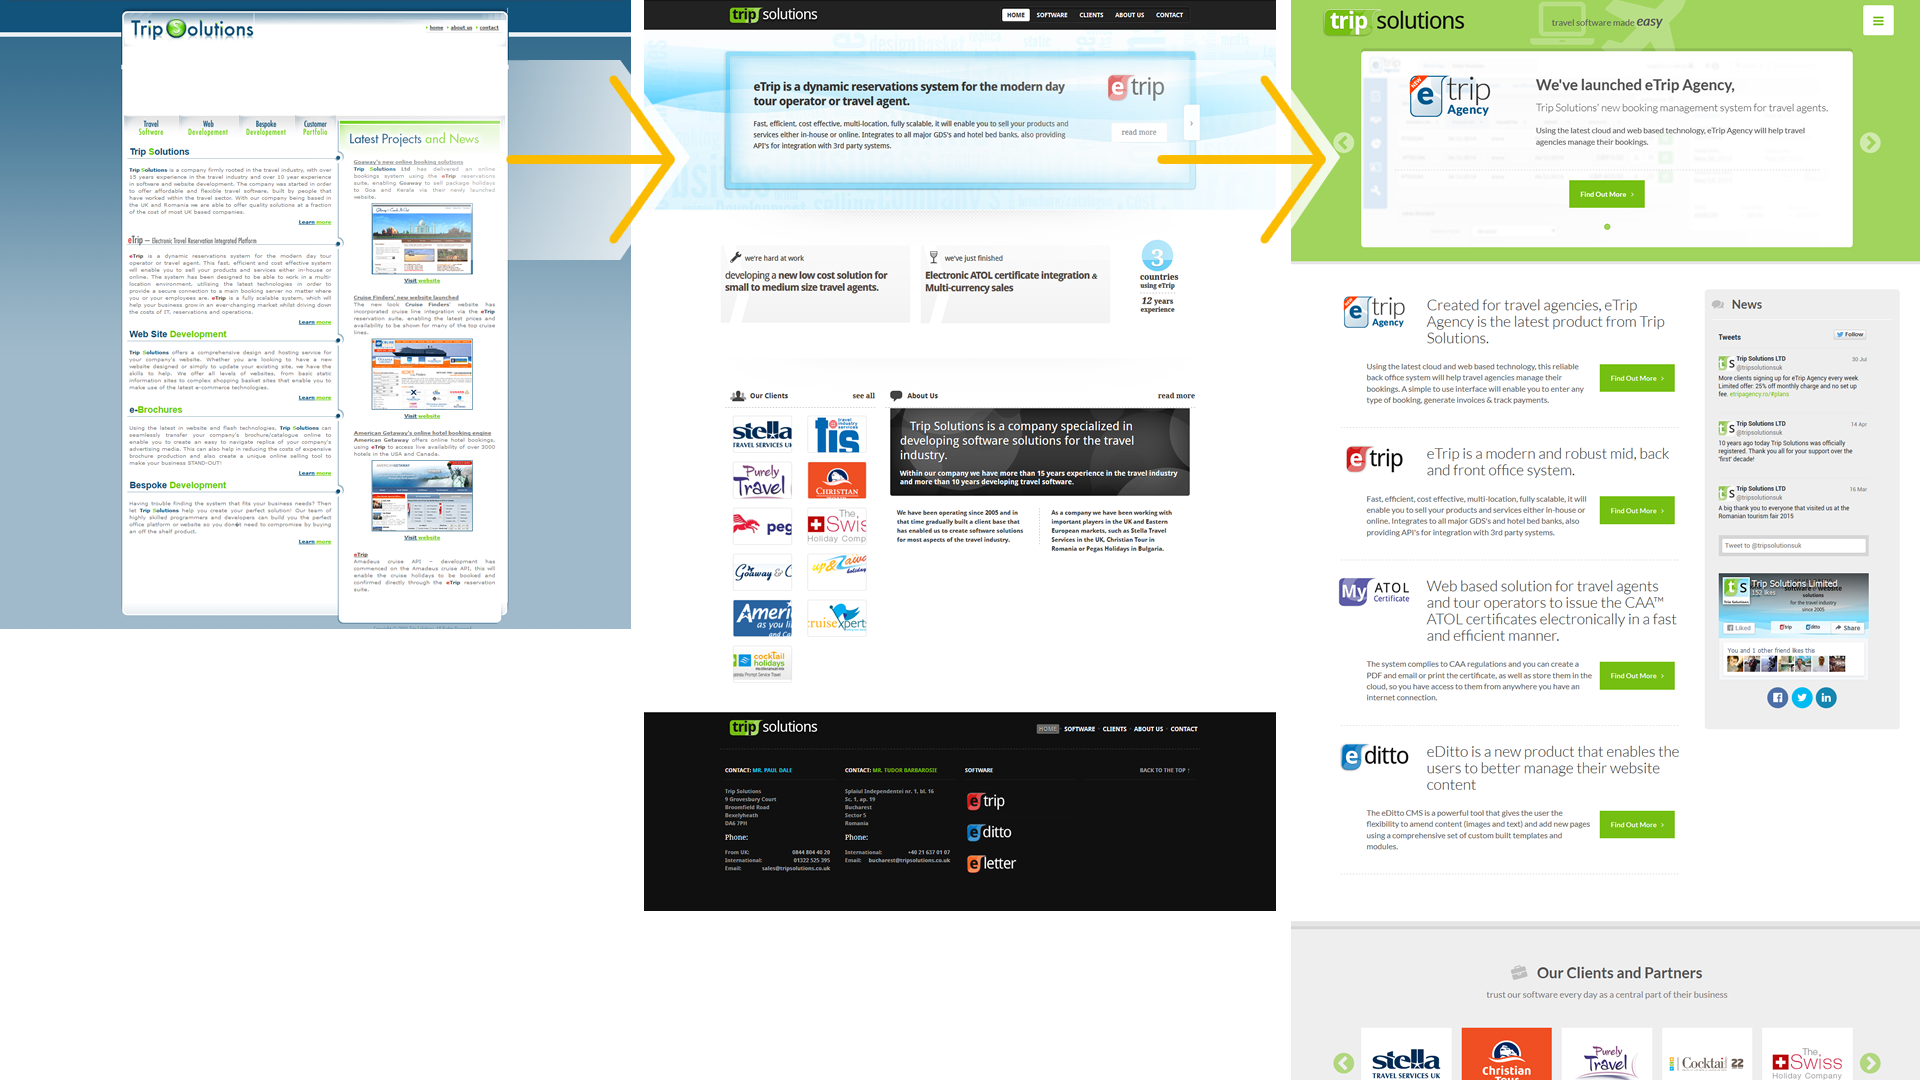 Trip Solutions
home
about us
contact
Travel
Software
Web
Developement
Bespoke
Developement
Customer
Portfolio
Trip Solutions
Trip Solutions is a company firmly rooted in the travel industry, with over
15 years experience in the travel industry and over 10 year experience
in software and website development. The company was started in order
to offer affordable and flexible travel software, built by people that
have worked within the travel industry. With our company being based in
the UK and Romania we are able to offer quality solutions at a fraction
of the cost of most UK based companies.
Learn more
eTrip — Electronic Travel Reservation Integrated Platform
eTrip is a dynamic reservations system for the modern day tour
operator or travel agent. This fast, efficient and cost effective system
will enable you to sell your products and services either in-house or
online. The system has been designed to be able to work in a multi-
location environment, utilising the latest technologies in order to
provide a secure connection to a main booking server no matter where
you or your employees are. eTrip is a fully scalable system, which will
help your business grow in an ever-changing market whilst driving down
the costs of IT, reservations and operations.
Learn more
Web Site Development
Trip Solutions offers a comprehensive design and hosting service for
your company's website. Whether you are looking to have a new
website designed or simply to update your existing site, we have the
skills to help. We offer all levels of websites, from basic static
information sites to complex shopping basket sites that enable you to
make use of the latest e-commerce technologies.
Learn more
e-Brochures
Using the latest in website and flash technologies, Trip Solutions can
seamlessly transfer your company's brochure/catalogue online to
enable you to create an easy to navigate replica of your company's
advertising media. This can also help in reducing the costs of expensive
brochure production and also create a unique online selling tool to
make your business STAND-OUT!
Learn more
Bespoke Development
Having trouble finding the system that fits your business needs? Then
let Trip Solutions help you create your perfect solution! Our team of
highly skilled programmers and developers can build you the perfect
office platform or website so you don�t need to compromise by buying
an off the shelf product.
Learn more
Latest Projects and News
Goaway's new online booking solutions
Trip Solutions Ltd has delivered an online
bookings system using the eTrip reservations
suite, enabling Goaway to sell package holidays
to Goa and Kerala via their newly launched
website.
Visit website
Cruise Finders' new website launched
The new look Cruise Finders' website has
incorporated cruise line integration via the eTrip
reservation suite, enabling the latest prices and
availability to be shown for many of the top cruise
lines.
Visit website
American Getaway's online hotel booking engine
American Getaway offers online hotel bookings,
using eTrip to access live availability of over 3000
hotels in the USA and Canada.
Visit website
eTrip
Amadeus cruise API – development has
commenced on the Amadeus cruise API, this will
enable the cruise holidays to be booked and
confirmed directly through the eTrip reservation
suite.
trip solutions
HOME SOFTWARE CLIENTS ABOUT US CONTACT
eTrip is a dynamic reservations system for the modern day
tour operator or travel agent.
Fast, efficient, cost effective, multi-location, fully scalable, it will enable you to sell your products and
services either in-house or online. Integrates to all major GDS's and hotel bed banks, also providing
API's for integration with 3rd party systems.
etrip
read more
we're hard at work
developing a new low cost solution for
small to medium size travel agents.
we've just finished
Electronic ATOL certificate integration &
Multi-currency sales
3
countries
using eTrip
12 years
experience
Our Clients
see all
stella
TRAVEL SERVICES UK
travel
industry
services
tis
Purely
Travel
CHRISTIAN
peg
The
Swiss
Holiday Comp
Goaway & C
up&away
holiday
Ameri
as you li
and Ca
cruisexperts
cocktail
holidays
Prompt Service Travel
About Us
read more
Trip Solutions is a company specialized in
developing software solutions for the travel
industry.
Within our company we have more than 15 years experience in the travel industry
and more than 10 years developing travel software.
We have been operating since 2005 and in
that time gradually built a client base that
has enabled us to create software solutions
for most aspects of the travel industry.
As a company we have been working with
important players in the UK and Eastern
European markets, such as Stella Travel
Services in the UK, Christian Tour in
Romania or Pegas Holidays in Bulgaria.
trip solutions
HOME SOFTWARE CLIENTS ABOUT US CONTACT
CONTACT: MR. PAUL DALE
Trip Solutions
9 Grovesbury Court
Broomfield Road
Bexelyheath
DA6 7PH
Phone:
From UK: 0844 804 40 20
International: 01322 525 395
Email: sales@tripsolutions.co.uk
CONTACT: MR. TUDOR BARBAROSIE
Splaiul Independentei nr. 1, bl. 16
Sc. 1, ap. 19
Bucharest
Sector 5
Romania
Phone:
International: +40 21 637 01 07
Email: bucharest@tripsolutions.co.uk
SOFTWARE
etrip
editto
eletter
BACK TO THE TOP ↑
trip solutions
travel software made easy
NEW
etrip
Agency
We've launched eTrip Agency,
Trip Solutions' new booking management system for travel agents.
Using the latest cloud and web based technology, eTrip Agency will help travel
agencies manage their bookings.
Find Out More ›
NEW
etrip
Agency
Created for travel agencies, eTrip
Agency is the latest product from Trip
Solutions.
Using the latest cloud and web based technology, this reliable
back office system will help travel agencies manage their
bookings. A simple to use interface will enable you to enter any
type of booking, generate invoices & track payments.
Find Out More ›
etrip
eTrip is a modern and robust mid, back
and front office system.
Fast, efficient, cost effective, multi-location, fully scalable, it will
enable you to sell your products and services either in-house or
online. Integrates to all major GDS's and hotel bed banks, also
providing API's for integration with 3rd party systems.
Find Out More ›
My ATOL
Certificate
Web based solution for travel agents
and tour operators to issue the CAA™
ATOL certificates electronically in a fast
and efficient manner.
The system complies to CAA regulations and you can create a
PDF and email or print the certificate, as well as store them in the
cloud, so you have access to them from anywhere you have an
internet connection.
Find Out More ›
editto
eDitto is a new product that enables the
users to better manage their website
content
The eDitto CMS is a powerful tool that gives the user the
flexibility to amend content (images and text) and add new pages
using a comprehensive set of custom built templates and
modules.
Find Out More ›
News
Tweets
Follow
Trip Solutions LTD 30 Jul
@tripsolutionsuk
More clients signing up for eTrip Agency every week.
Limited offer: 25% off monthly charge and no set up
fee. etripagency.ro/#plans
Trip Solutions LTD 14 Apr
@tripsolutionsuk
10 years ago today Trip Solutions was officially
registered. Thank you all for your support over the
'first' decade!
Trip Solutions LTD 16 Mar
@tripsolutionsuk
A big thank you to everyone that visited us at the
Romanian tourism fair 2015
Tweet to @tripsolutionsuk
Trip Solutions Limited
152 likes
software & website
solutions
for the travel industry
since 2005
Liked
Share
You and 1 other friend likes this
Our Clients and Partners
trust our software every day as a central part of their business
stella
TRAVEL SERVICES UK
Christian
Tour
Purely
Travel
Cocktai 22
The
Swiss
Holiday Company